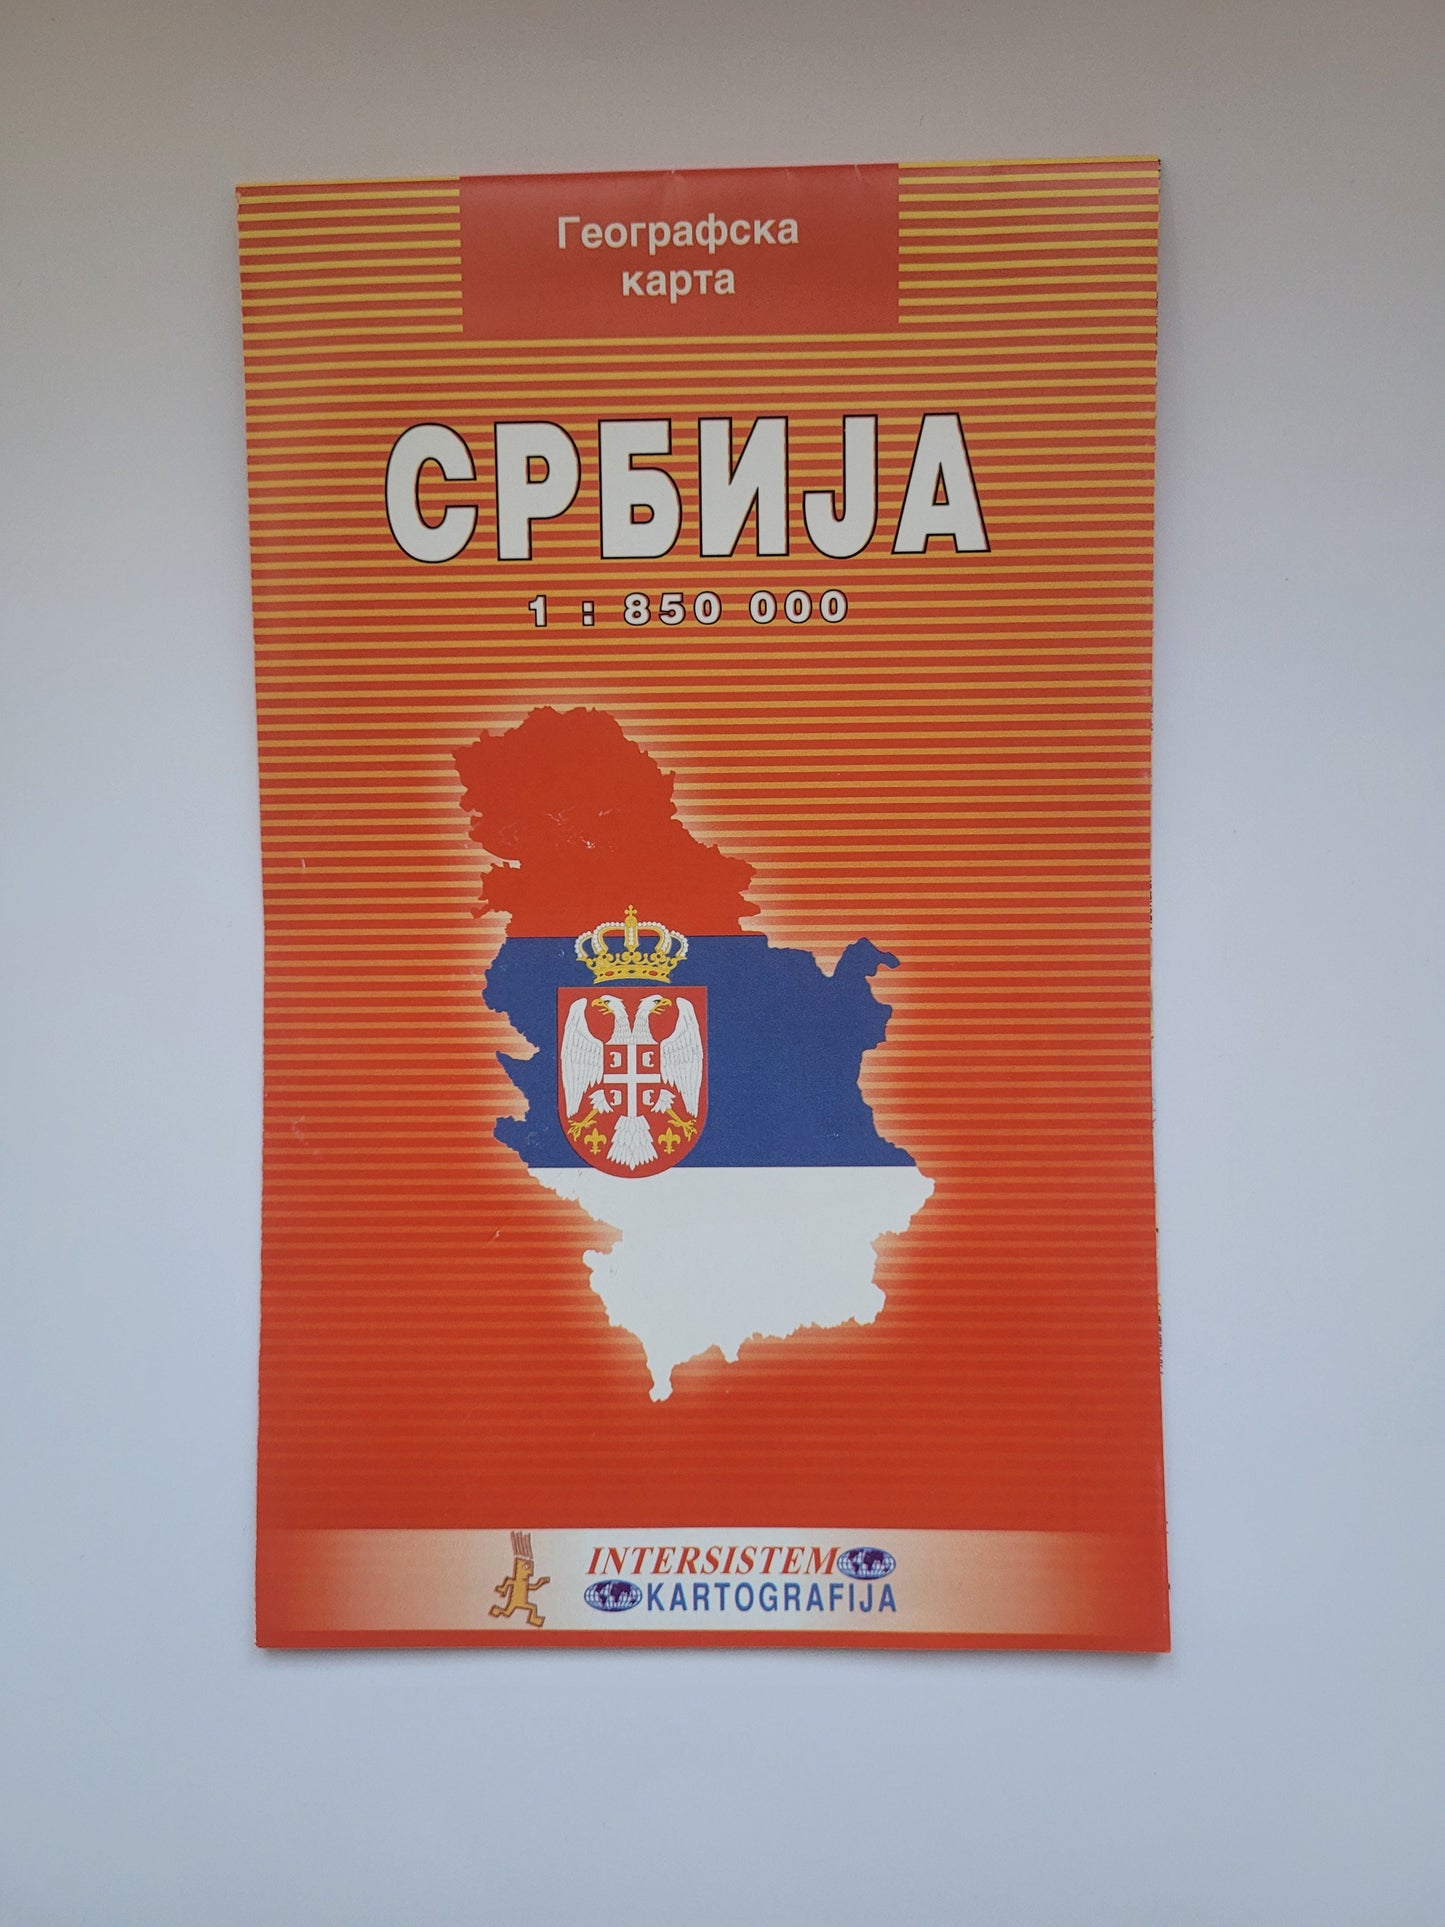 Географска
карта
СРБИЈА
1 : 850 000
INTERSISTEM
KARTOGRAFIJA